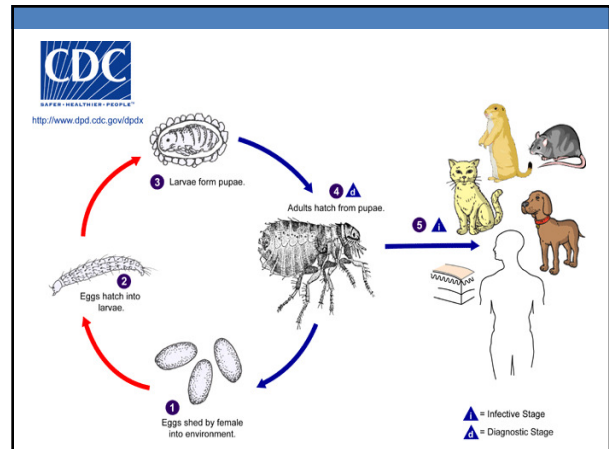 CDC
SAFER • HEALTHIER • PEOPLE™
http://www.dpd.cdc.gov/dpdx
3 Larvae form pupae.
4 d
Adults hatch from pupae.
5 i
2
Eggs hatch into
larvae.
1
Eggs shed by female
into environment.
i = Infective Stage
d = Diagnostic Stage